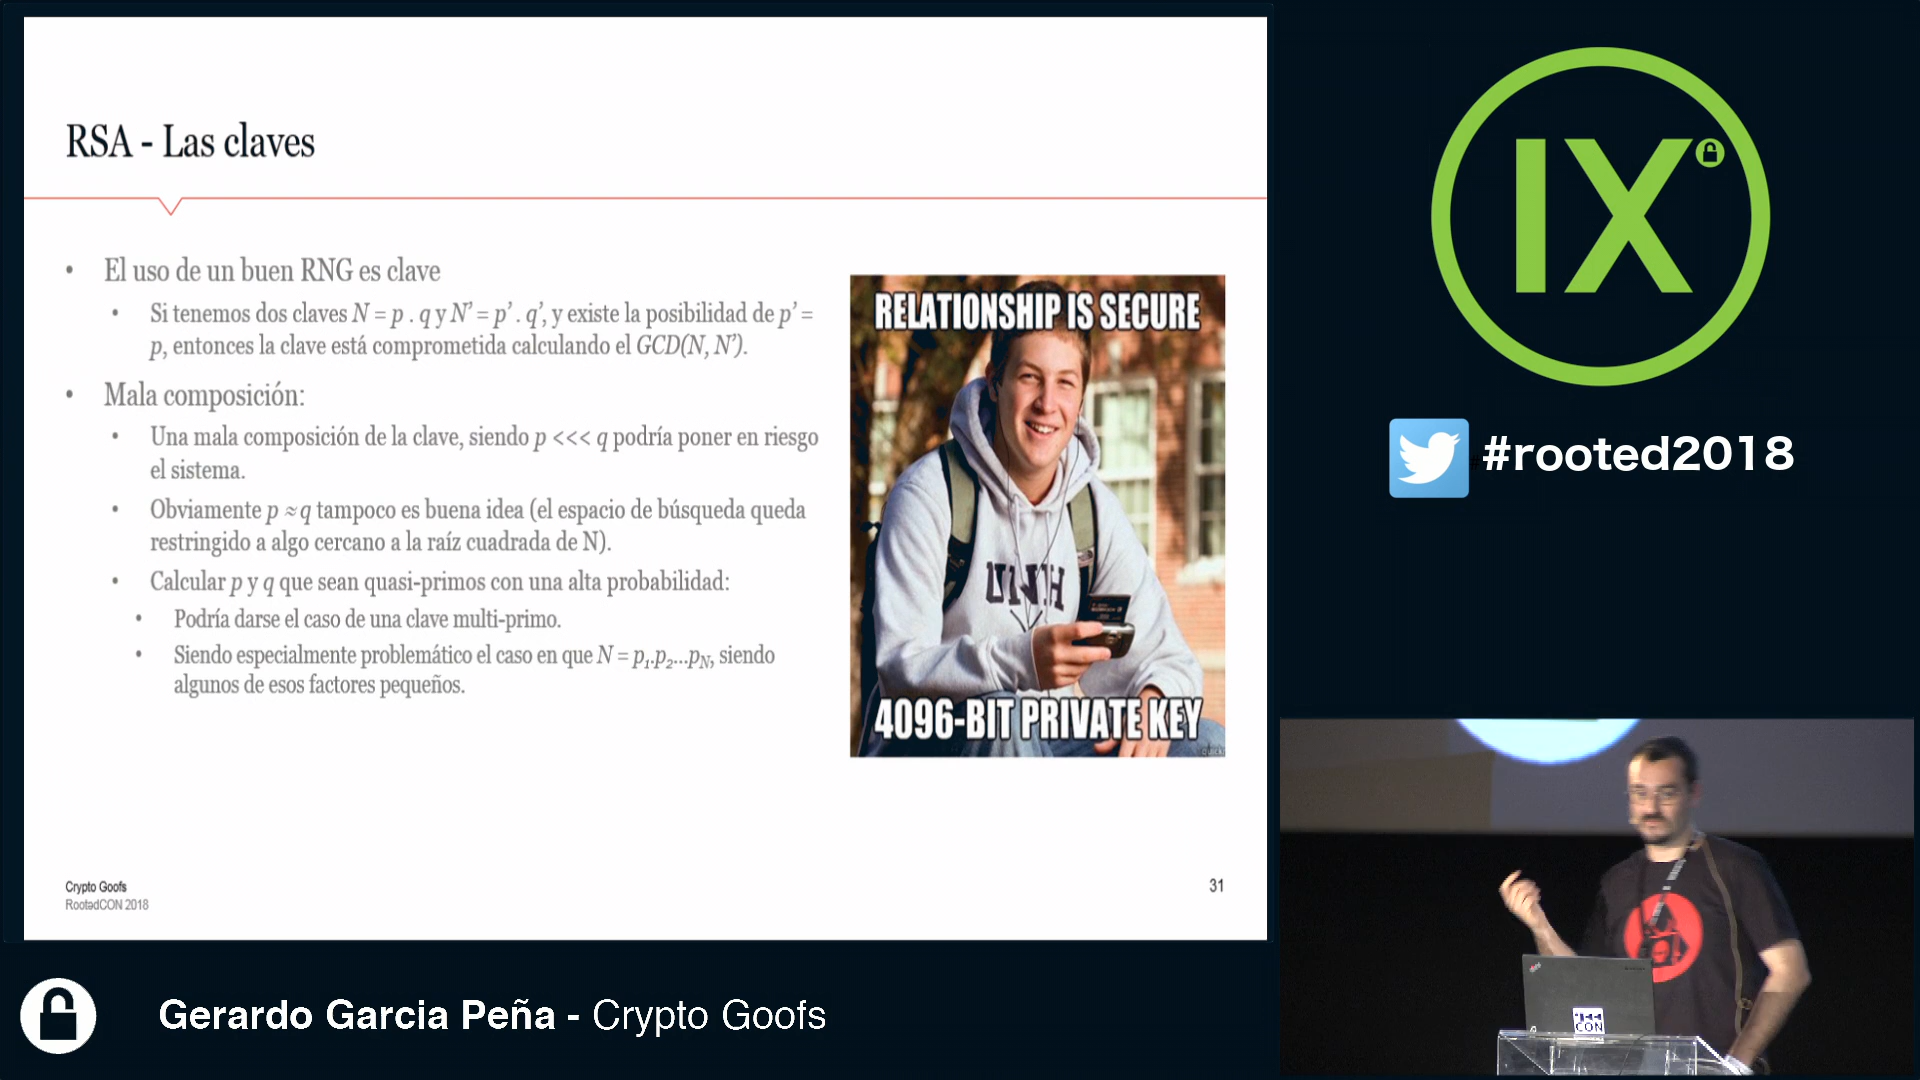 RSA - Las claves
• El uso de un buen RNG es clave
• Si tenemos dos claves N = p . q y N’ = p’ . q’, y existe la posibilidad de p’ =
p, entonces la clave está comprometida calculando el GCD(N, N’).
• Mala composición:
• Una mala composición de la clave, siendo p <<< q podría poner en riesgo
el sistema.
• Obviamente p ≈ q tampoco es buena idea (el espacio de búsqueda queda
restringido a algo cercano a la raíz cuadrada de N).
• Calcular p y q que sean quasi-primos con una alta probabilidad:
• Podría darse el caso de una clave multi-primo.
• Siendo especialmente problemático el caso en que N = p₁.p₂...pN, siendo
algunos de esos factores pequeños.
RELATIONSHIP IS SECURE
UNH
4096-BIT PRIVATE KEY
Crypto Goofs
RootedCON 2018
31
IX
#rooted2018
CON
Gerardo Garcia Peña - Crypto Goofs